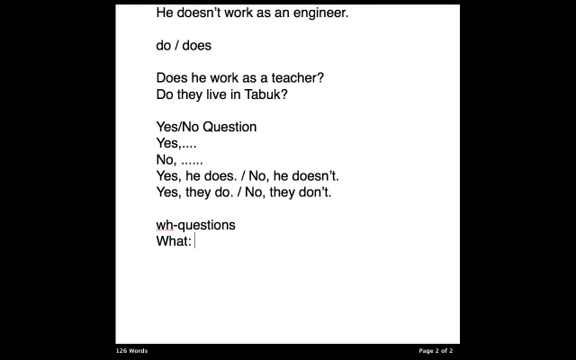 He doesn't work as an engineer.
do / does
Does he work as a teacher?
Do they live in Tabuk?
Yes/No Question
Yes,....
No, ......
Yes, he does. / No, he doesn't.
Yes, they do. / No, they don't.
wh-questions
What:
126 Words
Page 2 of 2